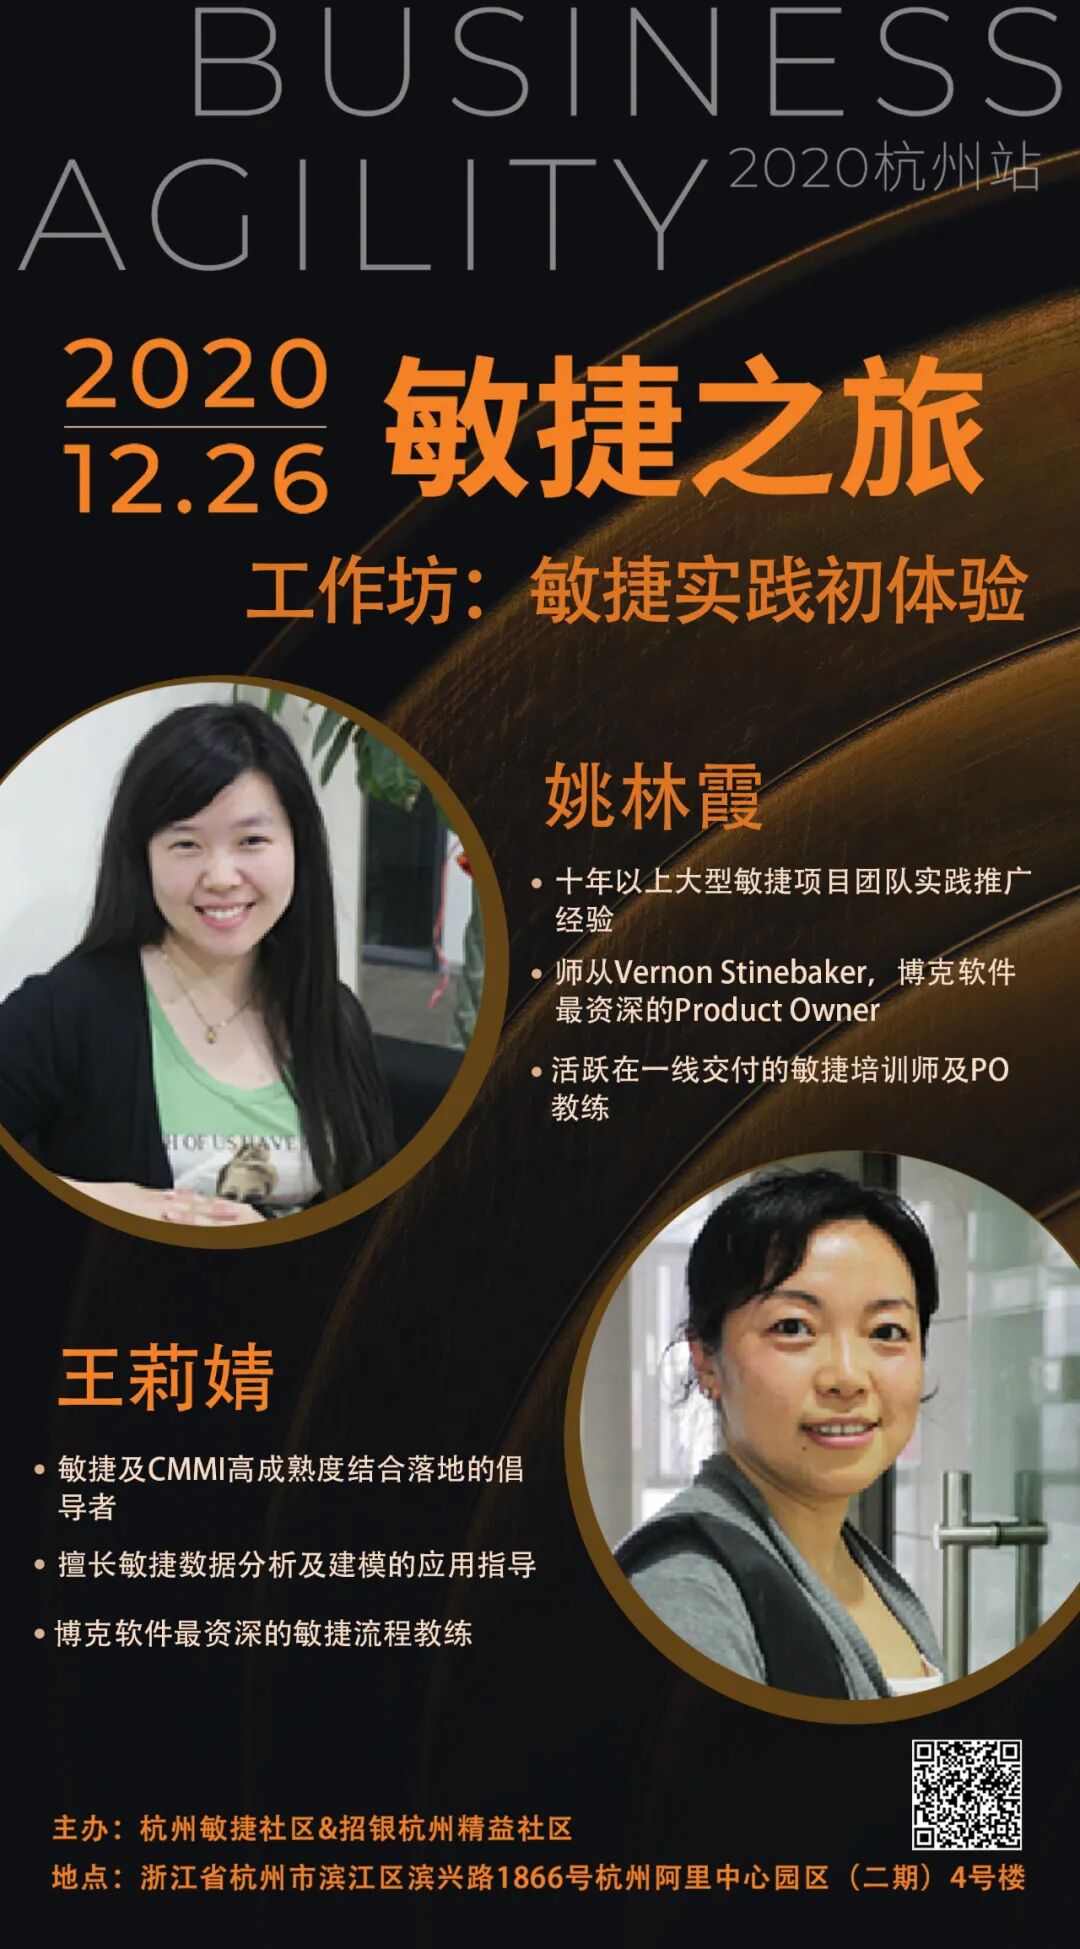 BUSINESS
AGILITY
2020杭州站
2020
12.26
敏捷之旅
工作坊：敏捷实践初体验
姚林霞
• 十年以上大型敏捷项目团队实践推广
经验
• 师从Vernon Stinebaker，博克软件
最资深的Product Owner
• 活跃在一线交付的敏捷培训师及PO
教练
H OF US HAVE
王莉婧
• 敏捷及CMMI高成熟度结合落地的倡
导者
• 擅长敏捷数据分析及建模的应用指导
• 博克软件最资深的敏捷流程教练
主办：杭州敏捷社区&招银杭州精益社区
地点：浙江省杭州市滨江区滨兴路1866号杭州阿里中心园区（二期）4号楼